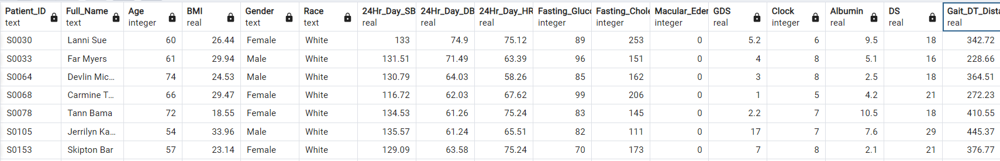 Patient_ID Full_Name Age BMI Gender Race 24Hr_Day_SB 24Hr_Day_DB 24Hr_Day_HR Fasting_Gluc Fasting_Chole Macular_Eder GDS Clock Albumin DS Gait_DT_Dista
text text integer real text text real real real integer integer integer real integer real real real
S0030 Lanni Sue 60 26.44 Female White 133 74.9 75.12 89 253 0 5.2 6 9.5 18 342.72
S0033 Far Myers 61 29.94 Male White 131.51 71.49 63.39 96 151 0 4 8 5.1 16 228.66
S0064 Devlin Mic... 74 24.53 Male White 130.79 64.03 58.26 85 162 0 3 8 2.5 18 364.51
S0068 Carmine T... 66 29.47 Female White 116.72 62.03 67.62 99 206 0 1 5 4.2 21 272.23
S0078 Tann Bama 72 18.55 Female White 134.53 61.26 75.24 83 145 0 2.2 7 10.5 18 410.55
S0105 Jerrilyn Ka... 54 33.96 Male White 135.57 61.24 65.51 82 111 0 17 7 7.6 29 445.37
S0153 Skipton Bar 57 23.14 Female White 129.09 63.58 75.24 70 173 0 7 8 2.1 21 376.77